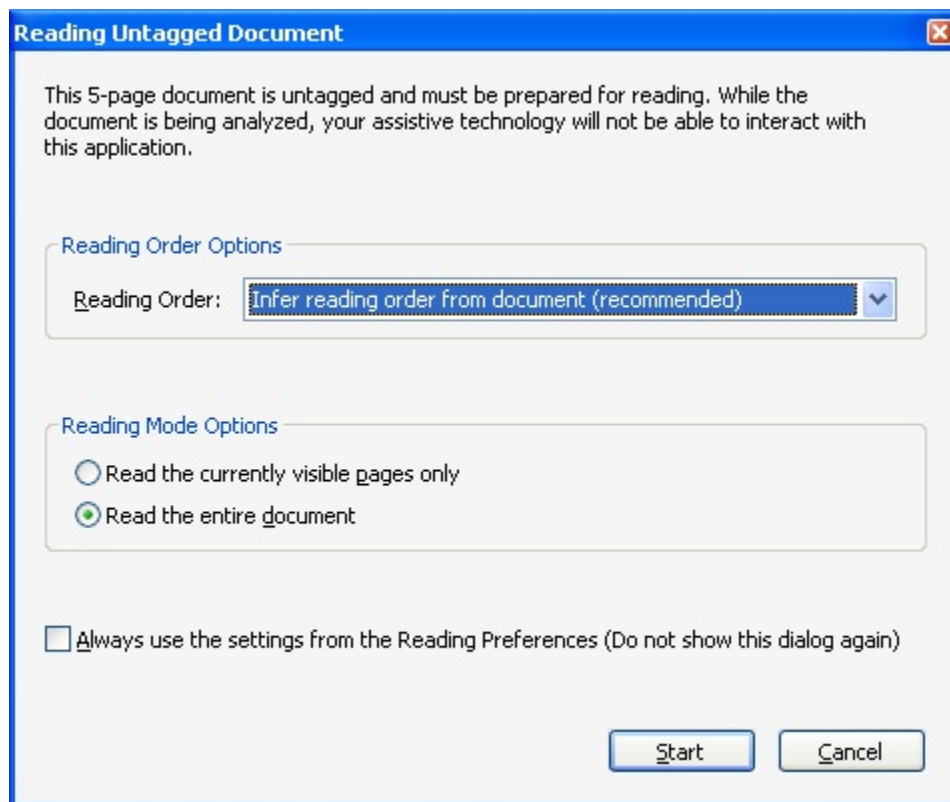 Reading Untagged Document
This 5-page document is untagged and must be prepared for reading. While the
document is being analyzed, your assistive technology will not be able to interact with
this application.
Reading Order Options
Reading Order: Infer reading order from document (recommended)
Reading Mode Options
Read the currently visible pages only
Read the entire document
Always use the settings from the Reading Preferences (Do not show this dialog again)
Start Cancel